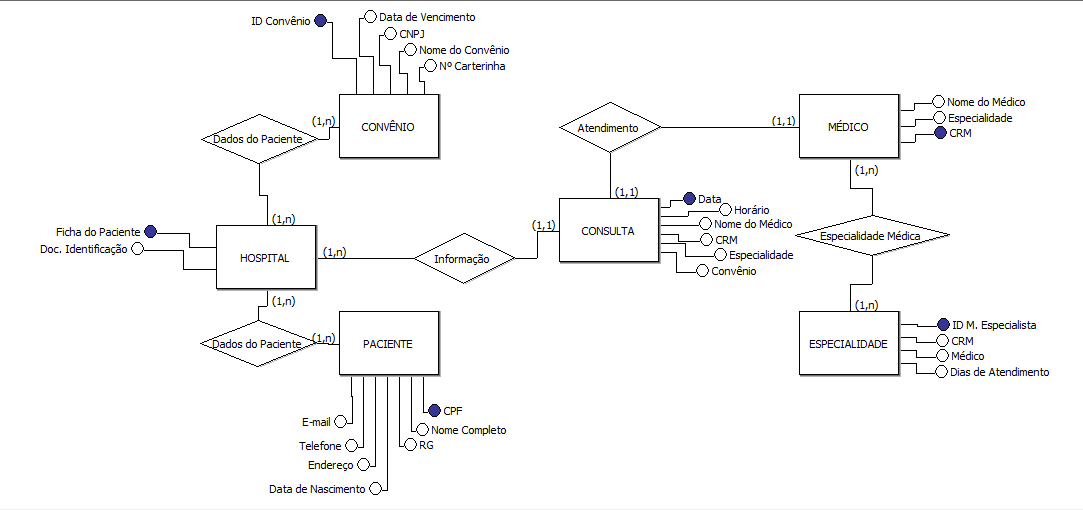 ID Convênio
Data de Vencimento
CNPJ
Nome do Convênio
Nº Carterinha
Dados do Paciente
(1,n)
CONVÊNIO
(1,n)
Ficha do Paciente
Doc. Identificação
HOSPITAL
(1,n)
Informação
(1,1)
(1,n)
Dados do Paciente
(1,n)
PACIENTE
E-mail
Telefone
Endereço
Data de Nascimento
CPF
Nome Completo
RG
Atendimento
(1,1)
(1,1)
CONSULTA
Data
Horário
Nome do Médico
CRM
Especialidade
Convênio
MÉDICO
Nome do Médico
Especialidade
CRM
(1,n)
Especialidade Médica
(1,n)
ESPECIALIDADE
ID M. Especialista
CRM
Médico
Dias de Atendimento